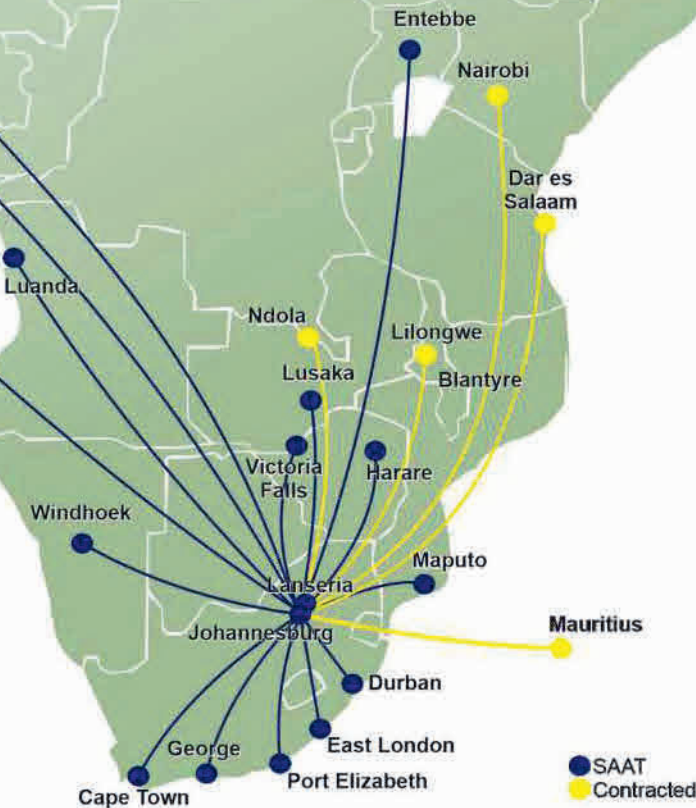 Entebbe
Nairobi
Dar es
Salaam
Luanda
Ndola
Lilongwe
Lusaka
Blantyre
Victoria
Falls
Harare
Windhoek
Maputo
Lanseria
Johannesburg
Mauritius
Durban
George
East London
Cape Town
Port Elizabeth
SAAT
Contracted